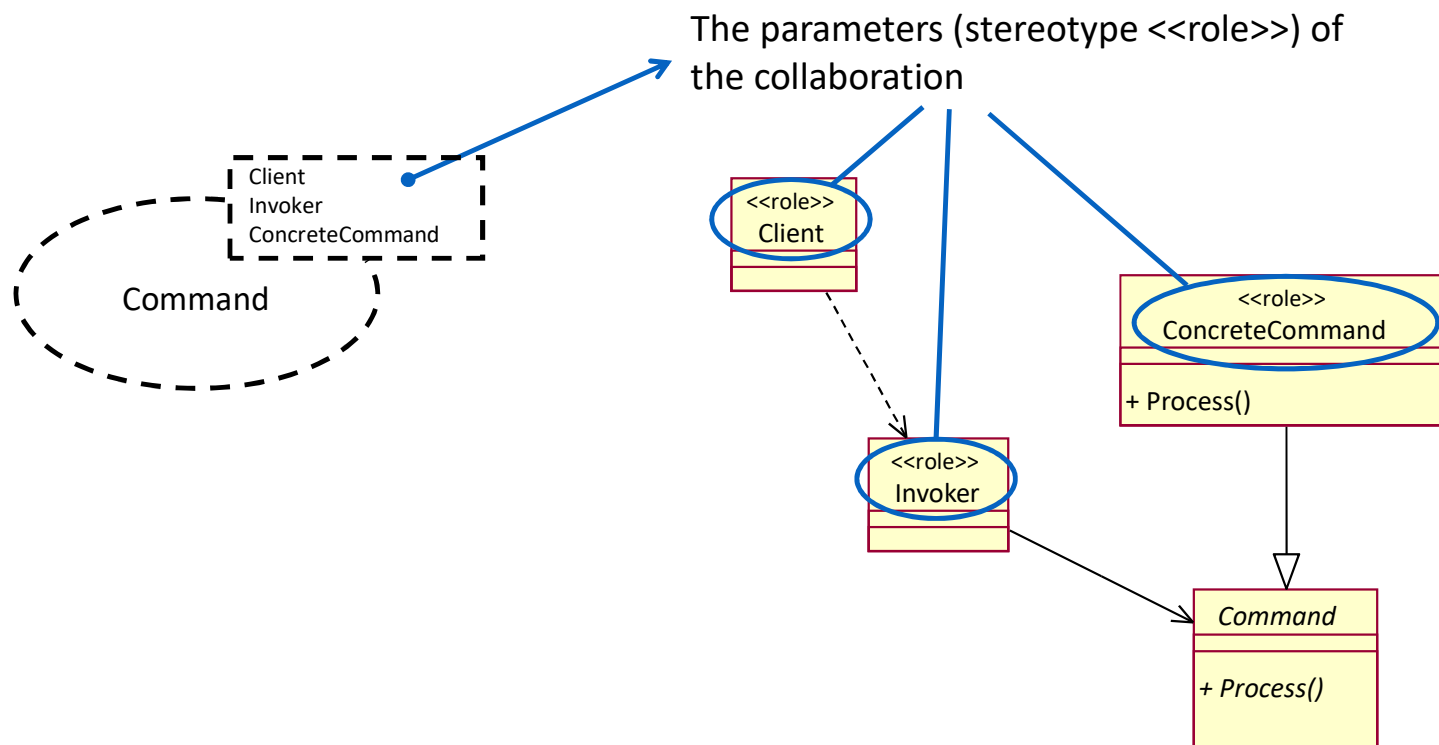 The parameters (stereotype <<role>>) of
the collaboration
Client
Invoker
ConcreteCommand
Command
<<role>>
Client
<<role>>
ConcreteCommand
+ Process()
<<role>>
Invoker
Command
+ Process()